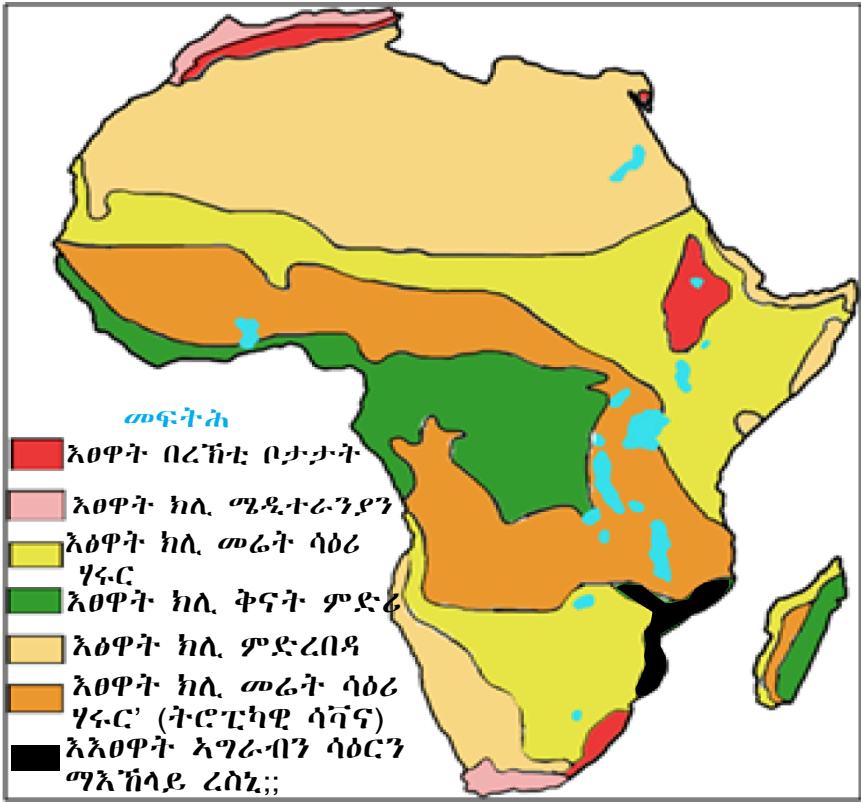 መፍትሕ
እፀዋት በረኽቲ ቦታታት
እፀዋት ክሊ ሜዲተራንያን
እፅዋት ክሊ መሬት ሳዕሪ
ሃሩር
እፀዋት ክሊ ቅናት ምድሪ
እፅዋት ክሊ ምድረበዳ
እፀዋት ክሊ መሬት ሳዕሪ
ሃሩር’ (ትሮፒካዊ ሳቫና)
እእፀዋት ኣግራብን ሳዕርን
ማእኸላይ ረስኒ;;